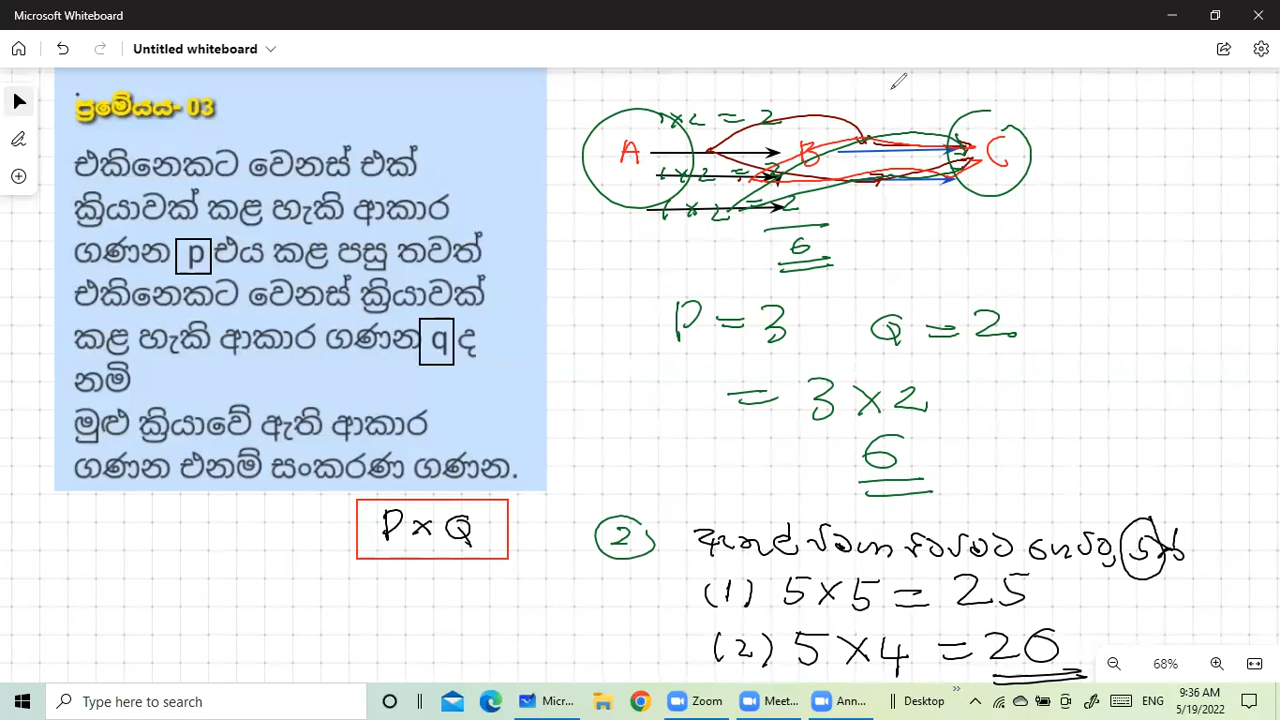 Microsoft Whiteboard
Untitled whiteboard
ප්‍රමේයය- 03
එකිනෙකට වෙනස් එක්
ක්‍රියාවක් කළ හැකි ආකාර
ගණන p එය කළ පසු තවත්
එකිනෙකට වෙනස් ක්‍රියාවක්
කළ හැකි ආකාර ගණන q ද
නම්
මුළු ක්‍රියාවේ ඇති ආකාර
ගණන එනම් සංකරණ ගණන.
P × Q
1×2 = 2
A B C
1×2 = 2
1×2 = 2
6
P = 3 Q = 2
= 3 × 2
6
2
(1) 5×5 = 25
(2) 5×4 = 20
68%
Type here to search
Micr...
Zoom
Meet...
Ann...
Desktop
ENG
9:36 AM
5/19/2022